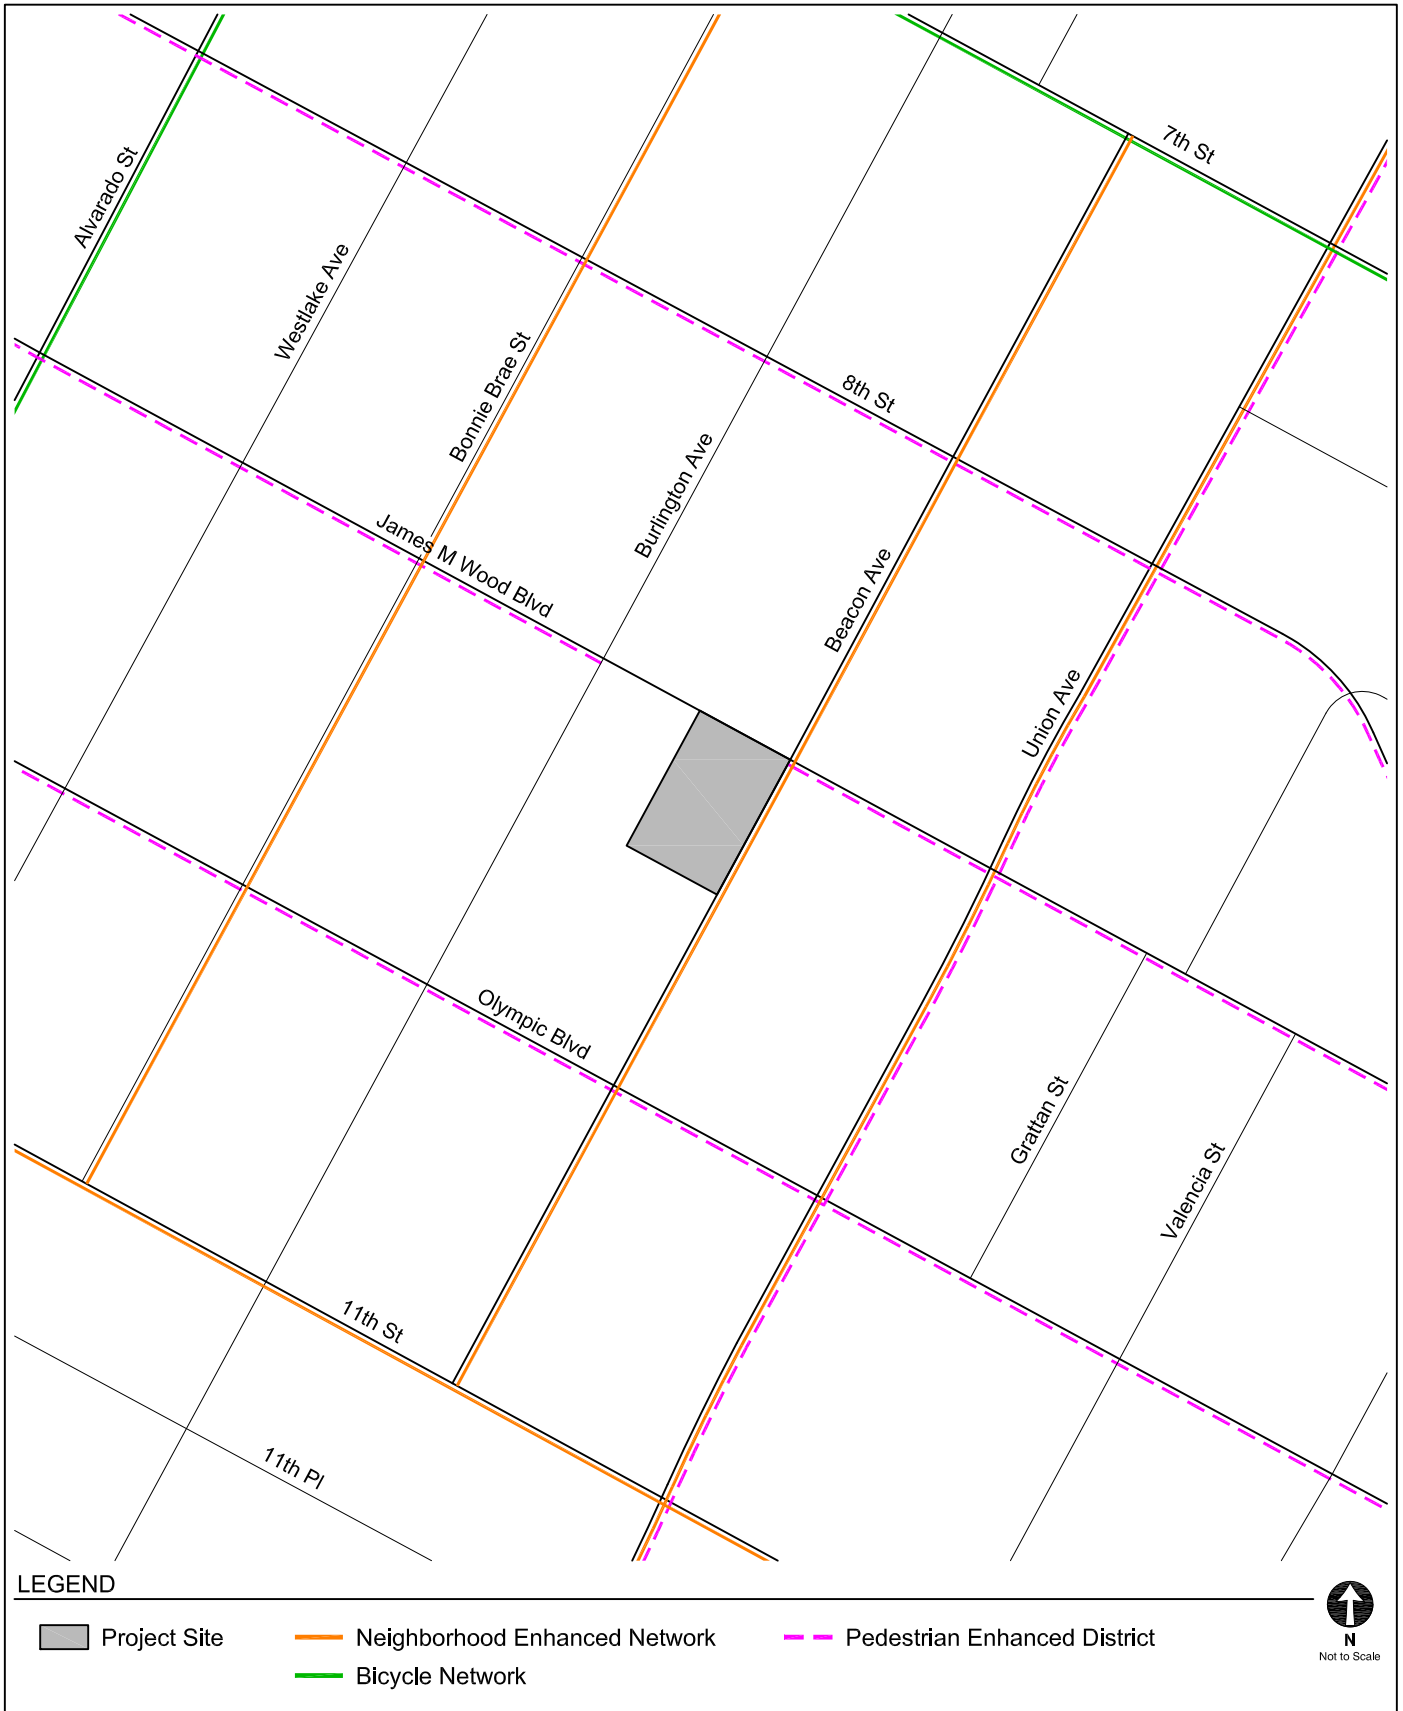 7th St
Alvarado St
Westlake Ave
Bonnie Brae St
8th St
Burlington Ave
James M Wood Blvd
Beacon Ave
Union Ave
Olympic Blvd
Grattan St
Valencia St
11th St
11th Pl
LEGEND
Project Site
Neighborhood Enhanced Network
Pedestrian Enhanced District
Bicycle Network
N
Not to Scale